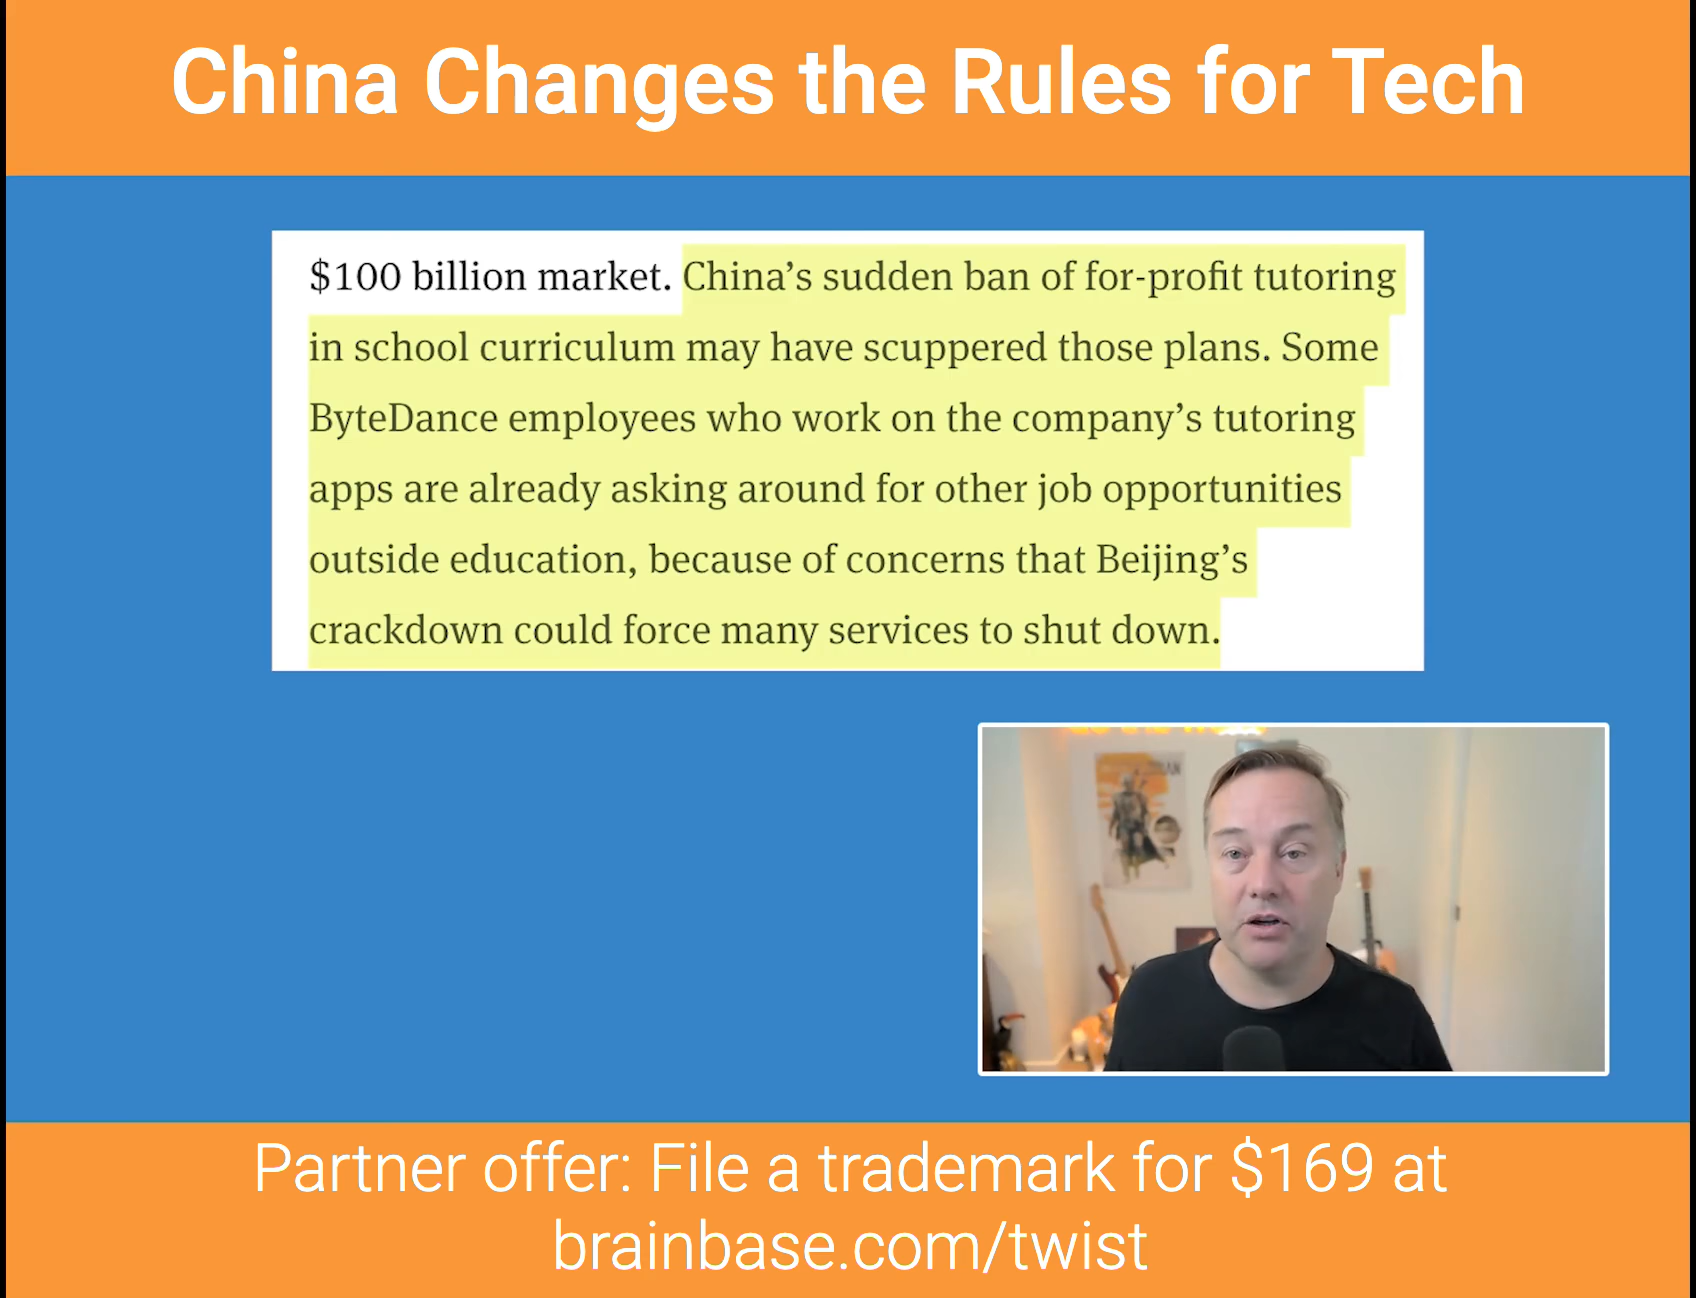 China Changes the Rules for Tech
$100 billion market. China’s sudden ban of for-profit tutoring
in school curriculum may have scuppered those plans. Some
ByteDance employees who work on the company’s tutoring
apps are already asking around for other job opportunities
outside education, because of concerns that Beijing’s
crackdown could force many services to shut down.
Partner offer: File a trademark for $169 at
brainbase.com/twist